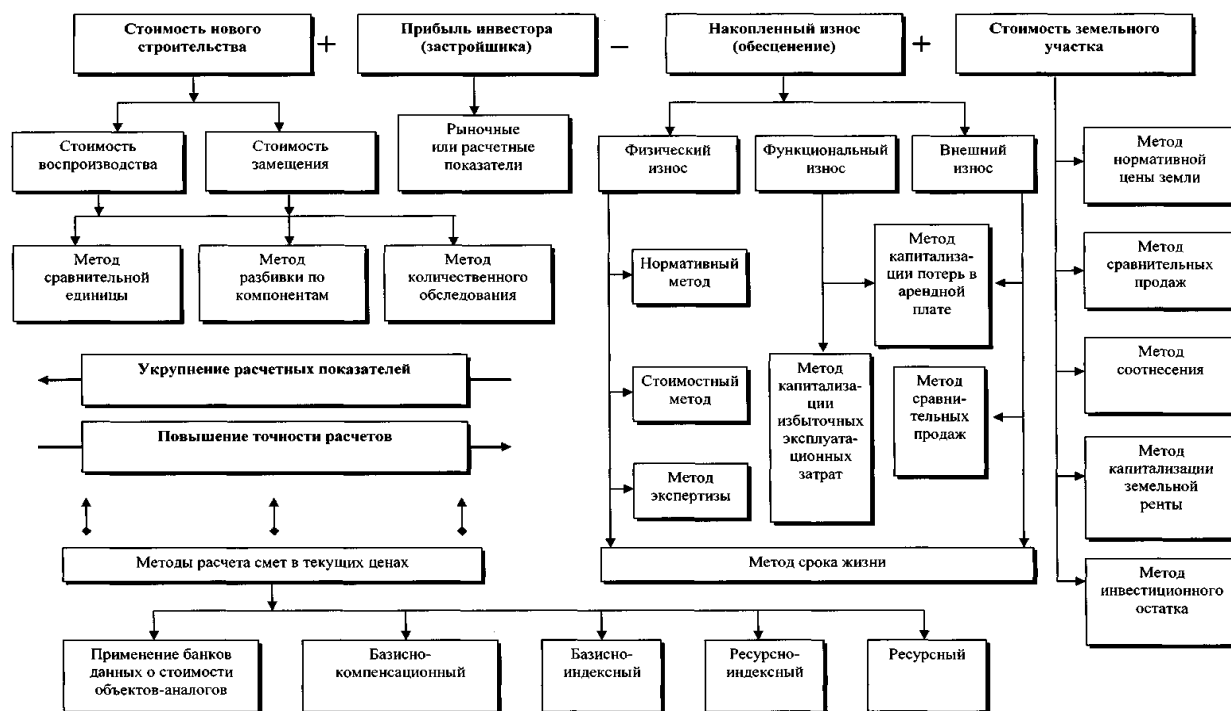 Стоимость нового
строительства
+
Прибыль инвестора
(застройщика)
−
Накопленный износ
(обесценение)
+
Стоимость земельного
участка
Стоимость
воспроизводства
Стоимость
замещения
Рыночные
или расчетные
показатели
Физический
износ
Функциональный
износ
Внешний
износ
Метод
нормативной
цены земли
Метод
сравнительной
единицы
Метод
разбивки по
компонентам
Метод
количественного
обследования
Нормативный
метод
Метод
капитализа-
ции потерь в
арендной
плате
Метод
сравнительных
продаж
Укрупнение расчетных показателей
Стоимостный
метод
Метод
капитализа-
ции
избыточных
эксплуата-
ционных
затрат
Метод
сравни-
тельных
продаж
Метод
соотнесения
Повышение точности расчетов
Метод
экспертизы
Метод
капитализации
земельной
ренты
Методы расчета смет в текущих ценах
Метод срока жизни
Метод
инвестиционного
остатка
Применение банков
данных о стоимости
объектов-аналогов
Базисно-
компенсационный
Базисно-
индексный
Ресурсно-
индексный
Ресурсный